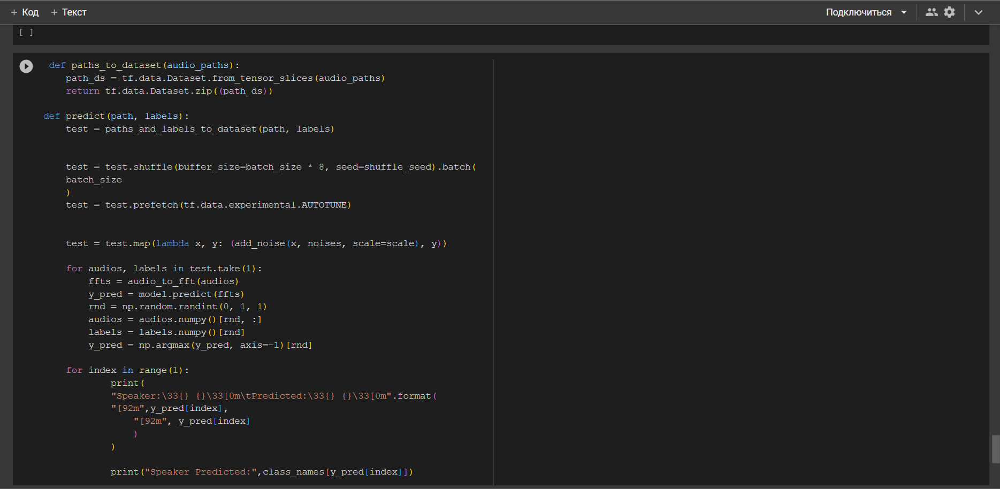 + Код + Текст Подключиться
[ ]
def paths_to_dataset(audio_paths):
path_ds = tf.data.Dataset.from_tensor_slices(audio_paths)
return tf.data.Dataset.zip((path_ds))
def predict(path, labels):
test = paths_and_labels_to_dataset(path, labels)
test = test.shuffle(buffer_size=batch_size * 8, seed=shuffle_seed).batch(
batch_size
)
test = test.prefetch(tf.data.experimental.AUTOTUNE)
test = test.map(lambda x, y: (add_noise(x, noises, scale=scale), y))
for audios, labels in test.take(1):
ffts = audio_to_fft(audios)
y_pred = model.predict(ffts)
rnd = np.random.randint(0, 1, 1)
audios = audios.numpy()[rnd, :]
labels = labels.numpy()[rnd]
y_pred = np.argmax(y_pred, axis=-1)[rnd]
for index in range(1):
print(
"Speaker:\33{} {}\33[0m\tPredicted:\33{} {}\33[0m".format(
"[92m",y_pred[index],
"[92m", y_pred[index]
)
)
print("Speaker Predicted:",class_names[y_pred[index]])